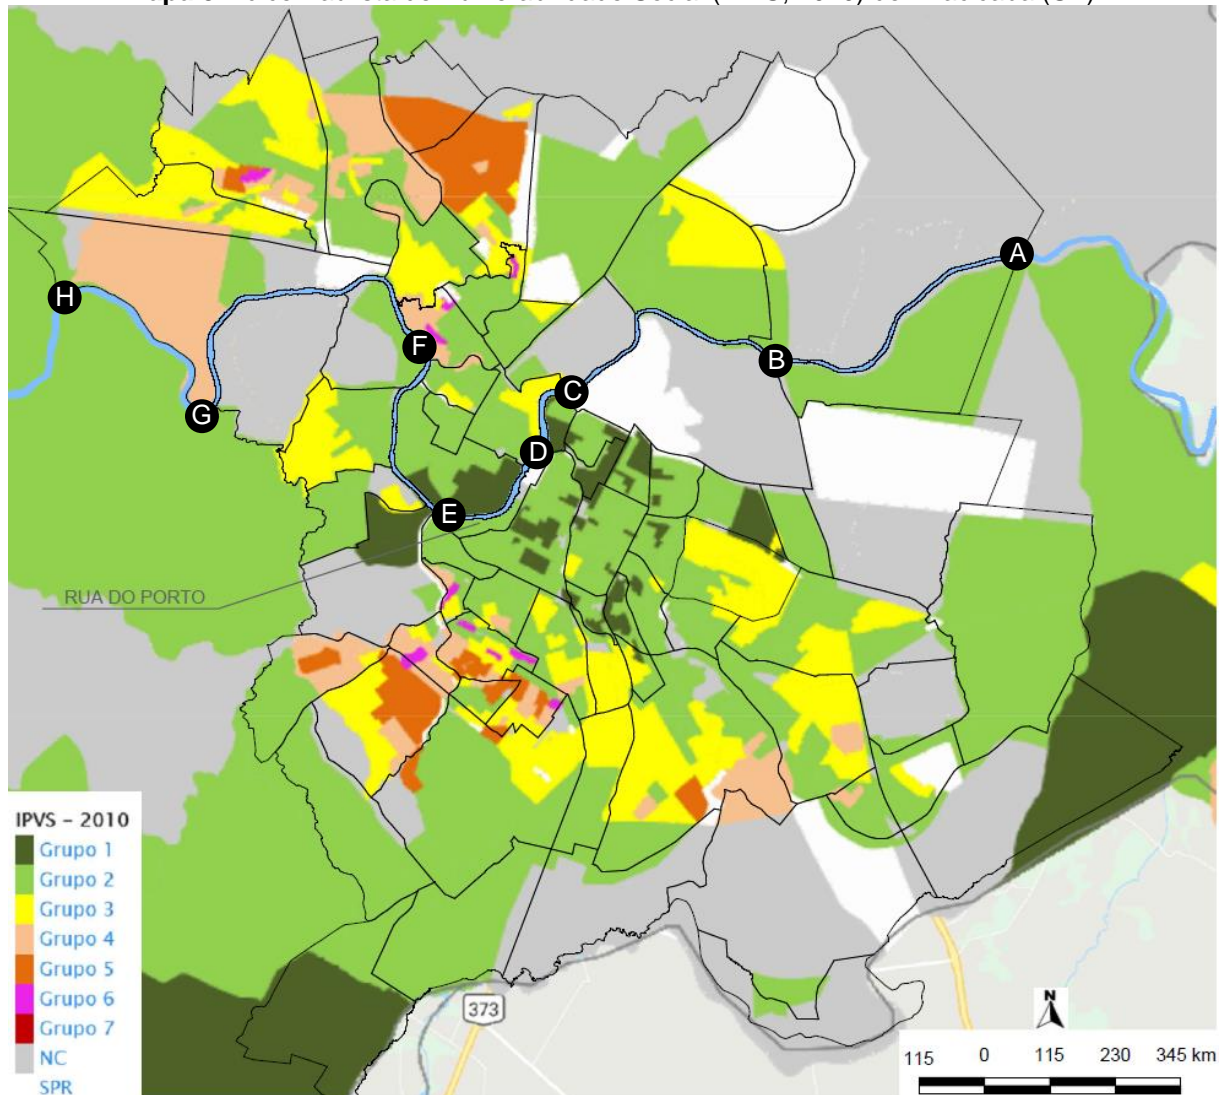 A
B
H
F
C
G
D
E
RUA DO PORTO
IPVS - 2010
Grupo 1
Grupo 2
Grupo 3
Grupo 4
Grupo 5
Grupo 6
Grupo 7
NC
SPR
373
N
115 0 115 230 345 km